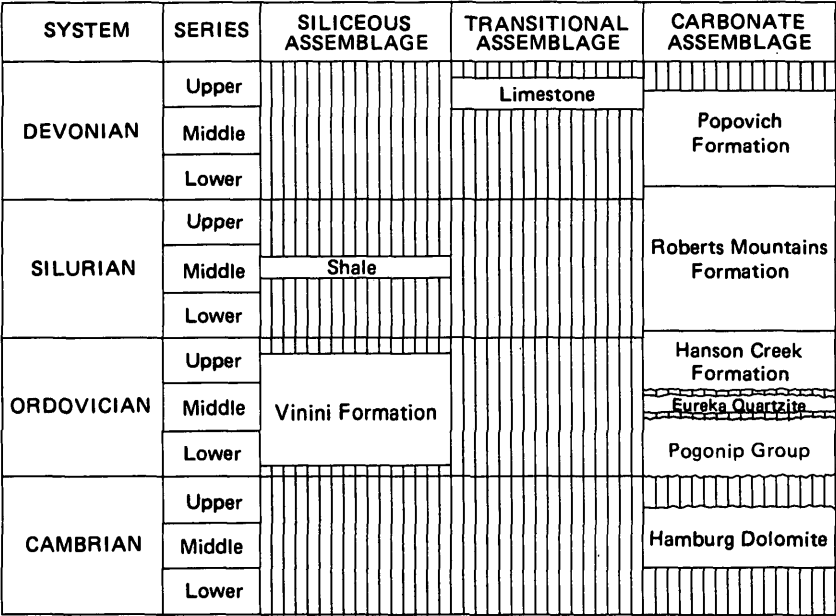 SYSTEM
SERIES
SILICEOUS
ASSEMBLAGE
TRANSITIONAL
ASSEMBLAGE
CARBONATE
ASSEMBLAGE
DEVONIAN
Upper
Middle
Lower
Limestone
Popovich
Formation
SILURIAN
Upper
Middle
Lower
Shale
Roberts Mountains
Formation
ORDOVICIAN
Upper
Middle
Lower
Vinini Formation
Hanson Creek
Formation
Eureka Quartzite
Pogonip Group
CAMBRIAN
Upper
Middle
Lower
Hamburg Dolomite